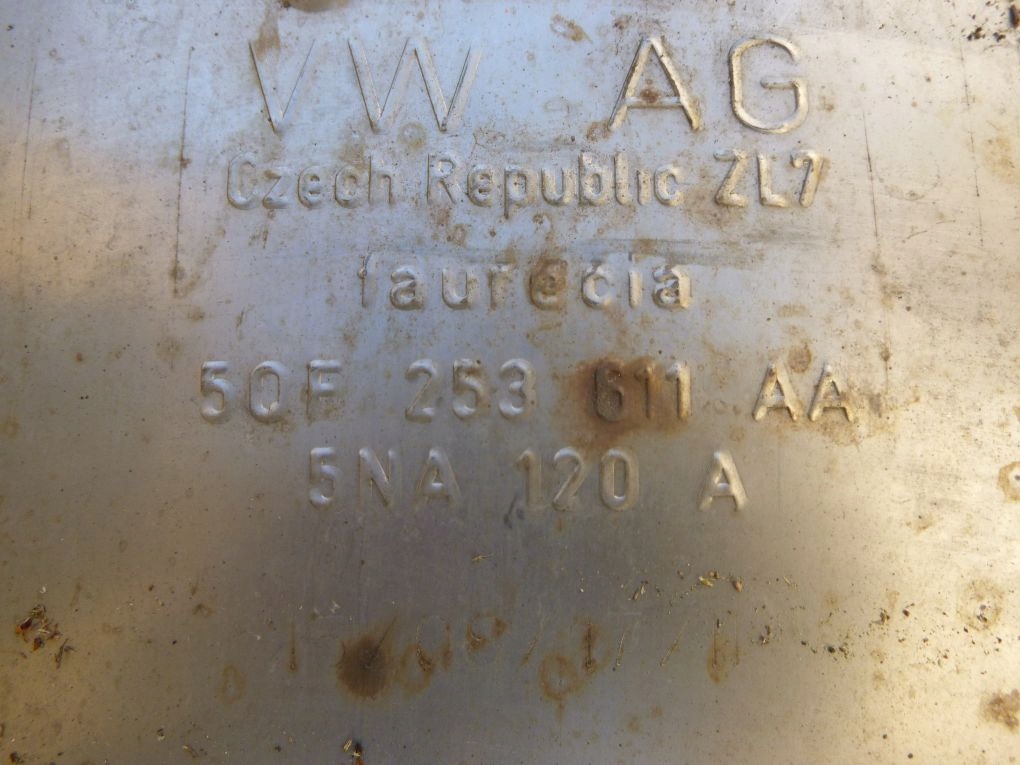 VW AG
Czech Republic ZL7
faurecia
5QF 253 611 AA
5NA 120 A